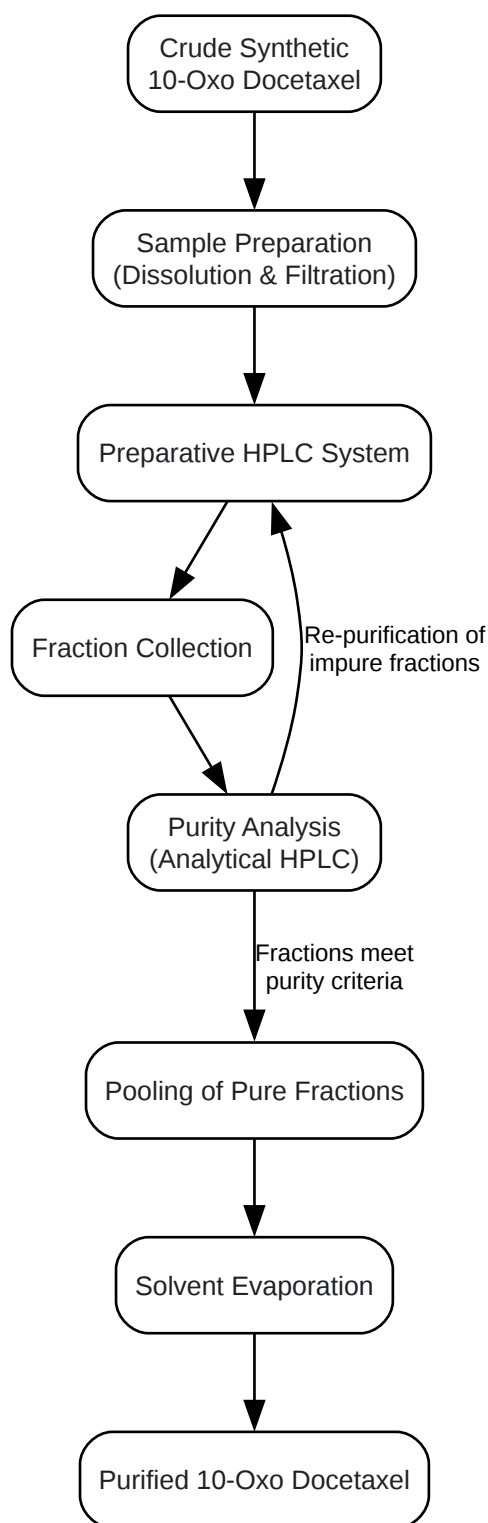 Crude Synthetic
10-Oxo Docetaxel
Sample Preparation
(Dissolution & Filtration)
Preparative HPLC System
Fraction Collection
Re-purification of
impure fractions
Purity Analysis
(Analytical HPLC)
Fractions meet
purity criteria
Pooling of Pure Fractions
Solvent Evaporation
Purified 10-Oxo Docetaxel